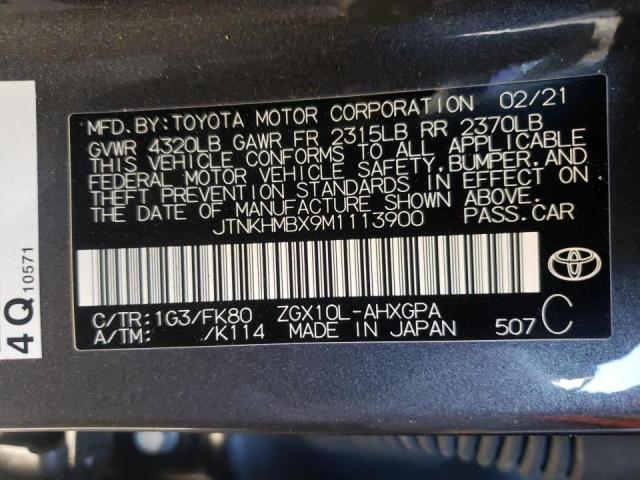 MFD.BY:TOYOTA MOTOR CORPORATION 02/21
GVWR 4320LB GAWR FR 2315LB RR 2370LB
THIS VEHICLE CONFORMS TO ALL APPLICABLE
FEDERAL MOTOR VEHICLE SAFETY, BUMPER, AND
THEFT PREVENTION STANDARDS IN EFFECT ON
THE DATE OF MANUFACTURE SHOWN ABOVE.
JTNKHMBX9M1113900 PASS.CAR
C/TR:1G3/FK80 ZGX10L-AHXGPA
A/TM: /K114 MADE IN JAPAN 507 C
4Q 10571